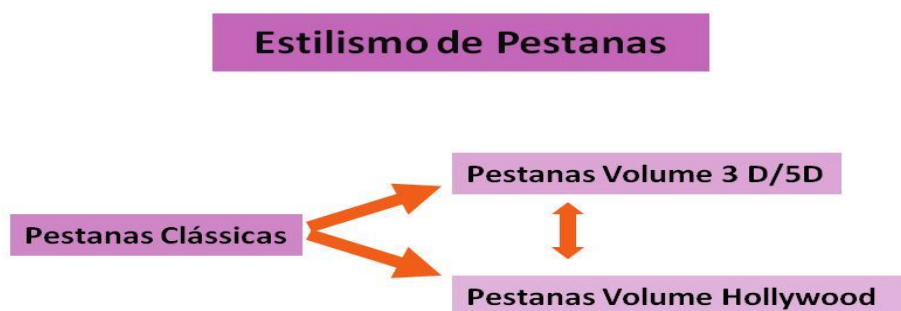 Estilismo de Pestanas
Pestanas Volume 3 D/5D
Pestanas Clássicas
Pestanas Volume Hollywood